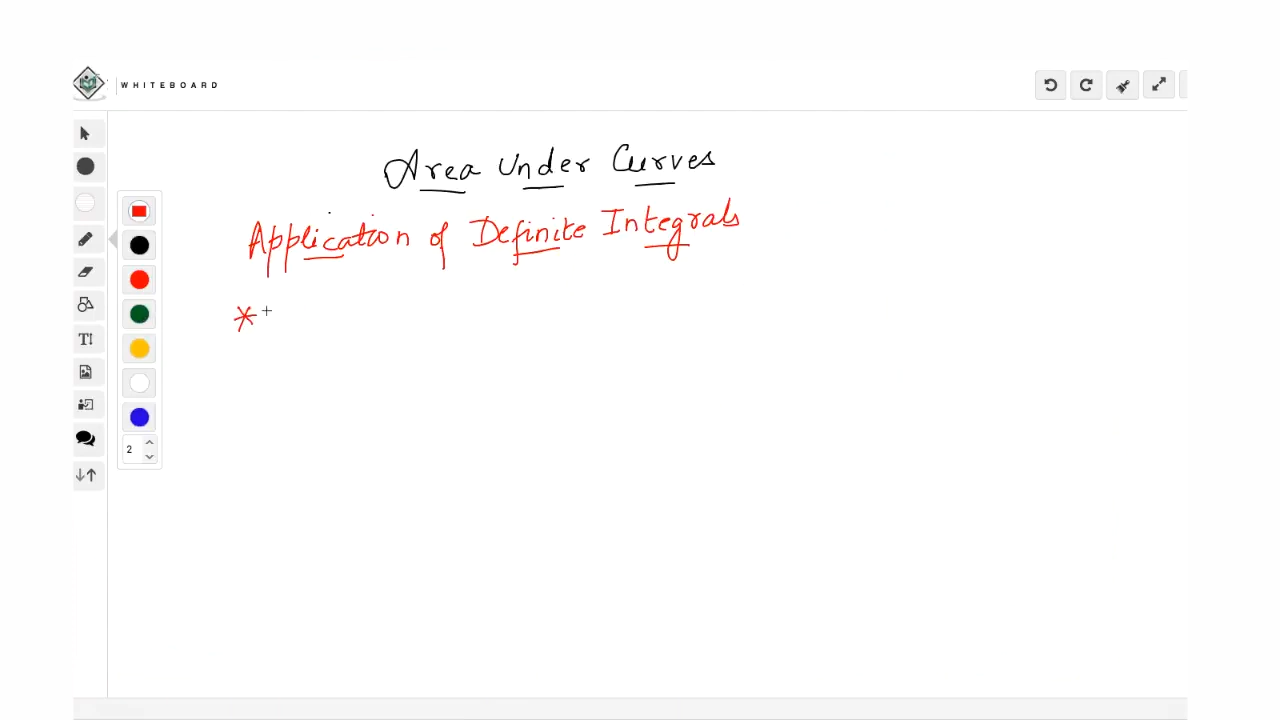 WHITEBOARD
Area Under Curves
Application of Definite Integrals
*
T
2